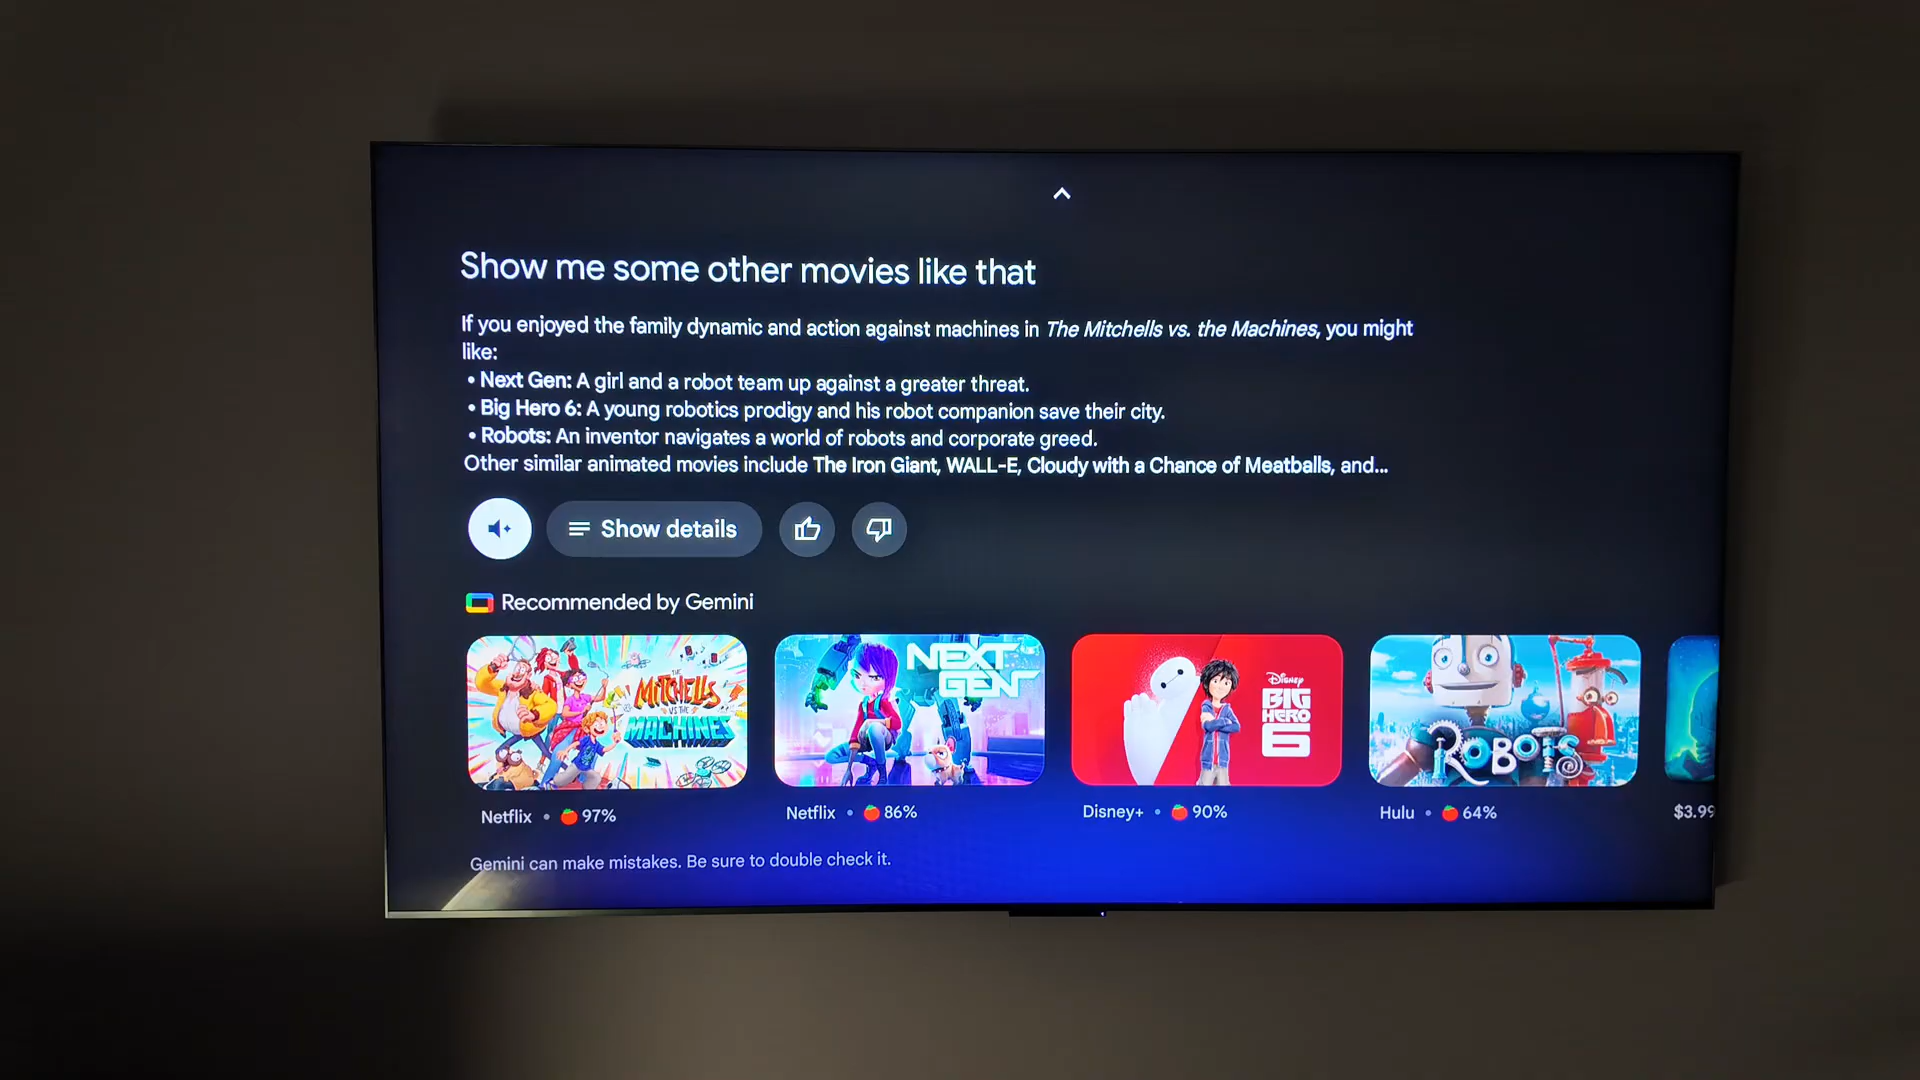 Show me some other movies like that
If you enjoyed the family dynamic and action against machines in The Mitchells vs. the Machines, you might
like:
• Next Gen: A girl and a robot team up against a greater threat.
• Big Hero 6: A young robotics prodigy and his robot companion save their city.
• Robots: An inventor navigates a world of robots and corporate greed.
Other similar animated movies include The Iron Giant, WALL-E, Cloudy with a Chance of Meatballs, and...
Show details
Recommended by Gemini
THE
MITCHELLS
VS THE
MACHINES
NEXT
GEN
Disney
BIG
HERO
6
ROBOTS
Netflix • 97%
Netflix • 86%
Disney+ • 90%
Hulu • 64%
$3.99
Gemini can make mistakes. Be sure to double check it.